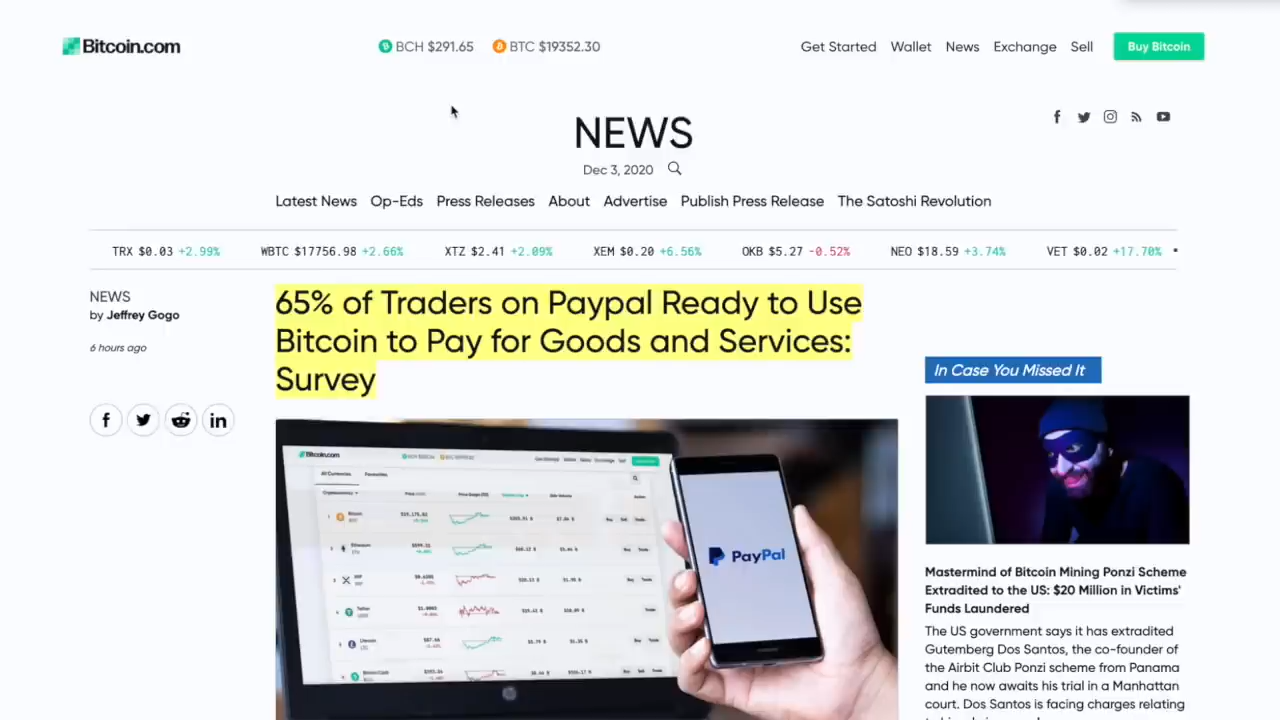 Bitcoin.com
BCH $291.65 BTC $19352.30
Get Started Wallet News Exchange Sell Buy Bitcoin
NEWS
Dec 3, 2020
Latest News Op-Eds Press Releases About Advertise Publish Press Release The Satoshi Revolution
TRX $0.03 +2.99% WBTC $17756.98 +2.66% XTZ $2.41 +2.09% XEM $0.20 +6.56% OKB $5.27 -0.52% NEO $18.59 +3.74% VET $0.02 +17.70%
NEWS
by Jeffrey Gogo
6 hours ago
65% of Traders on Paypal Ready to Use
Bitcoin to Pay for Goods and Services:
Survey
Bitcoin.com
PayPal
In Case You Missed It
Mastermind of Bitcoin Mining Ponzi Scheme
Extradited to the US: $20 Million in Victims'
Funds Laundered
The US government says it has extradited
Gutemberg Dos Santos, the co-founder of
the Airbit Club Ponzi scheme from Panama
and he now awaits his trial in a Manhattan
court. Dos Santos is facing charges relating